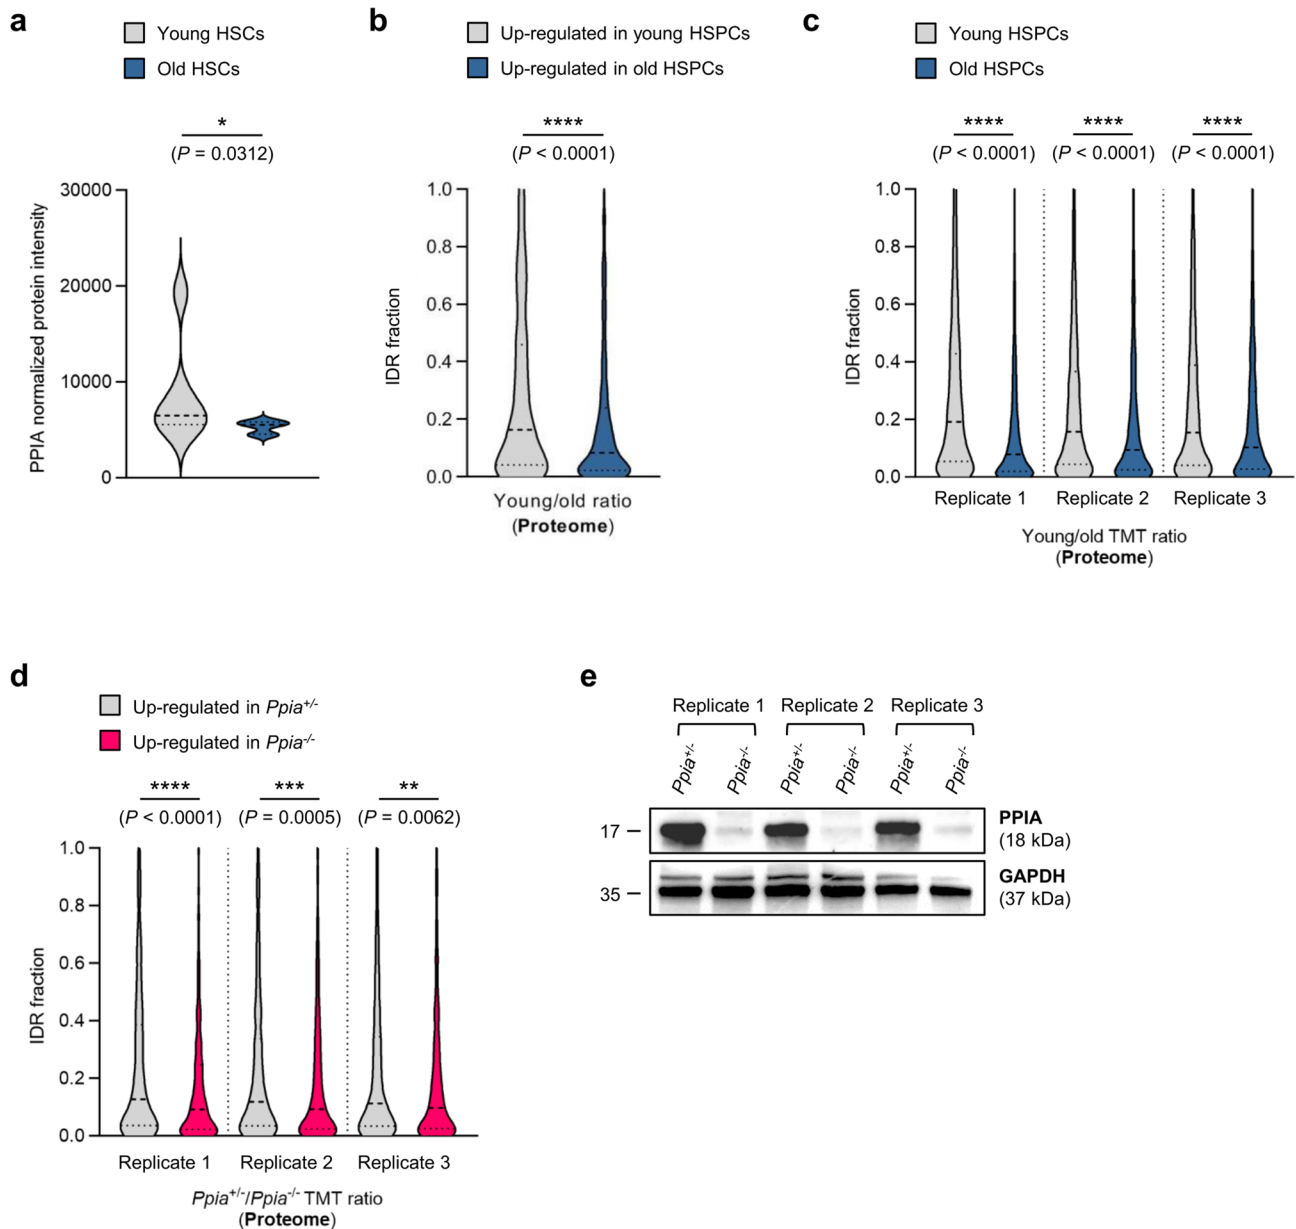 a
Young HSCs
Old HSCs
*
(P = 0.0312)
30000
20000
10000
0
PPIA normalized protein intensity
b
Up-regulated in young HSPCs
Up-regulated in old HSPCs
****
(P < 0.0001)
1.0
0.8
0.6
0.4
0.2
0.0
IDR fraction
Young/old ratio
(Proteome)
c
Young HSPCs
Old HSPCs
**** **** ****
(P < 0.0001) (P < 0.0001) (P < 0.0001)
1.0
0.8
0.6
0.4
0.2
0.0
IDR fraction
Replicate 1 Replicate 2 Replicate 3
Young/old TMT ratio
(Proteome)
d
Up-regulated in Ppia+/-
Up-regulated in Ppia-/-
**** *** **
(P < 0.0001) (P = 0.0005) (P = 0.0062)
1.0
0.8
0.6
0.4
0.2
0.0
IDR fraction
Replicate 1 Replicate 2 Replicate 3
Ppia+/-/Ppia-/- TMT ratio
(Proteome)
e
Replicate 1 Replicate 2 Replicate 3
Ppia+/- Ppia-/- Ppia+/- Ppia-/- Ppia+/- Ppia-/-
17
PPIA
(18 kDa)
35
GAPDH
(37 kDa)